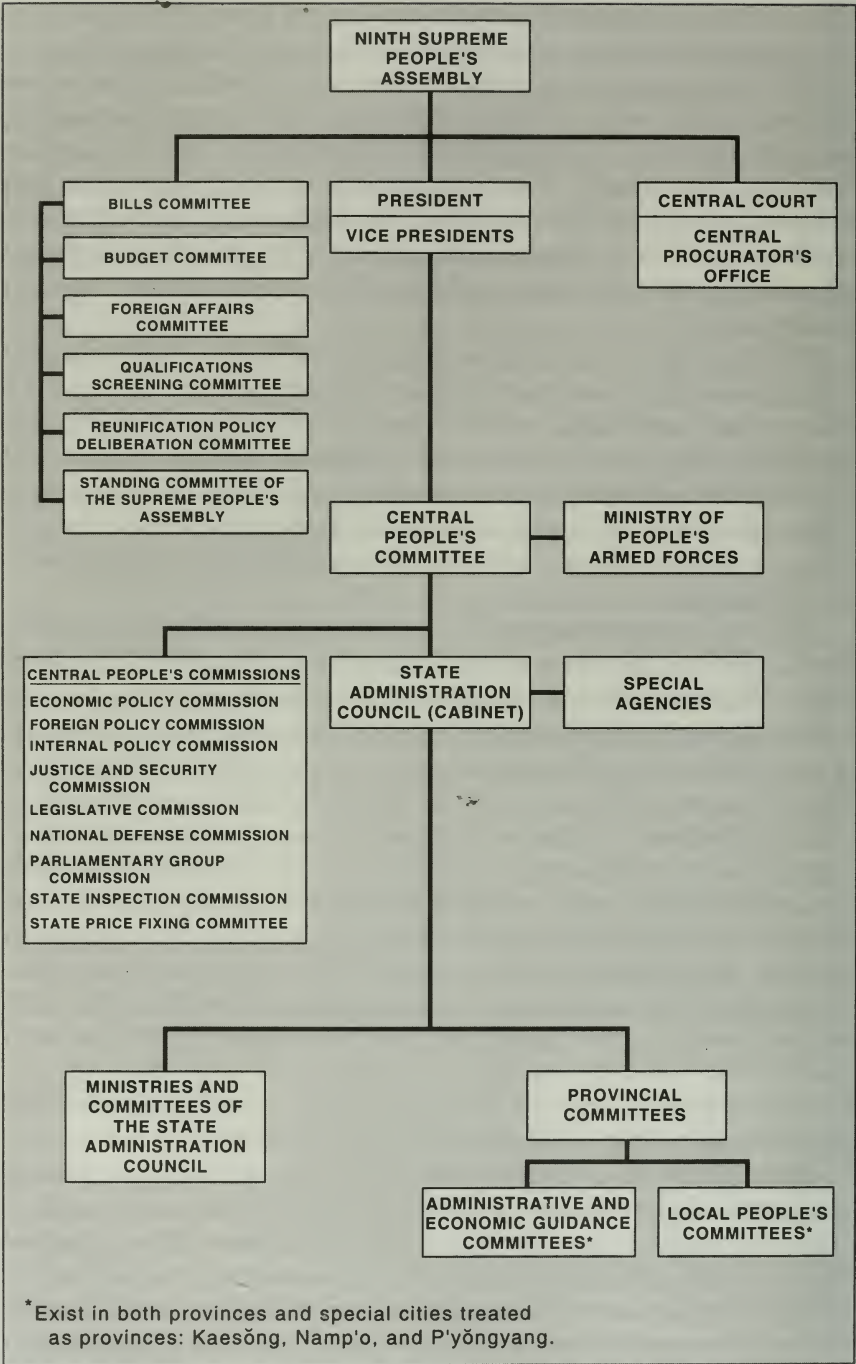 NINTH SUPREME
PEOPLE'S
ASSEMBLY
BILLS COMMITTEE
BUDGET COMMITTEE
FOREIGN AFFAIRS
COMMITTEE
QUALIFICATIONS
SCREENING COMMITTEE
REUNIFICATION POLICY
DELIBERATION COMMITTEE
STANDING COMMITTEE OF
THE SUPREME PEOPLE'S
ASSEMBLY
PRESIDENT
VICE PRESIDENTS
CENTRAL COURT
CENTRAL
PROCURATOR'S
OFFICE
CENTRAL
PEOPLE'S
COMMITTEE
MINISTRY OF
PEOPLE'S
ARMED FORCES
CENTRAL PEOPLE'S COMMISSIONS
ECONOMIC POLICY COMMISSION
FOREIGN POLICY COMMISSION
INTERNAL POLICY COMMISSION
JUSTICE AND SECURITY
COMMISSION
LEGISLATIVE COMMISSION
NATIONAL DEFENSE COMMISSION
PARLIAMENTARY GROUP
COMMISSION
STATE INSPECTION COMMISSION
STATE PRICE FIXING COMMITTEE
STATE
ADMINISTRATION
COUNCIL (CABINET)
SPECIAL
AGENCIES
MINISTRIES AND
COMMITTEES OF
THE STATE
ADMINISTRATION
COUNCIL
PROVINCIAL
COMMITTEES
ADMINISTRATIVE AND
ECONOMIC GUIDANCE
COMMITTEES*
LOCAL PEOPLE'S
COMMITTEES*
*Exist in both provinces and special cities treated
as provinces: Kaesŏng, Namp'o, and P'yŏngyang.